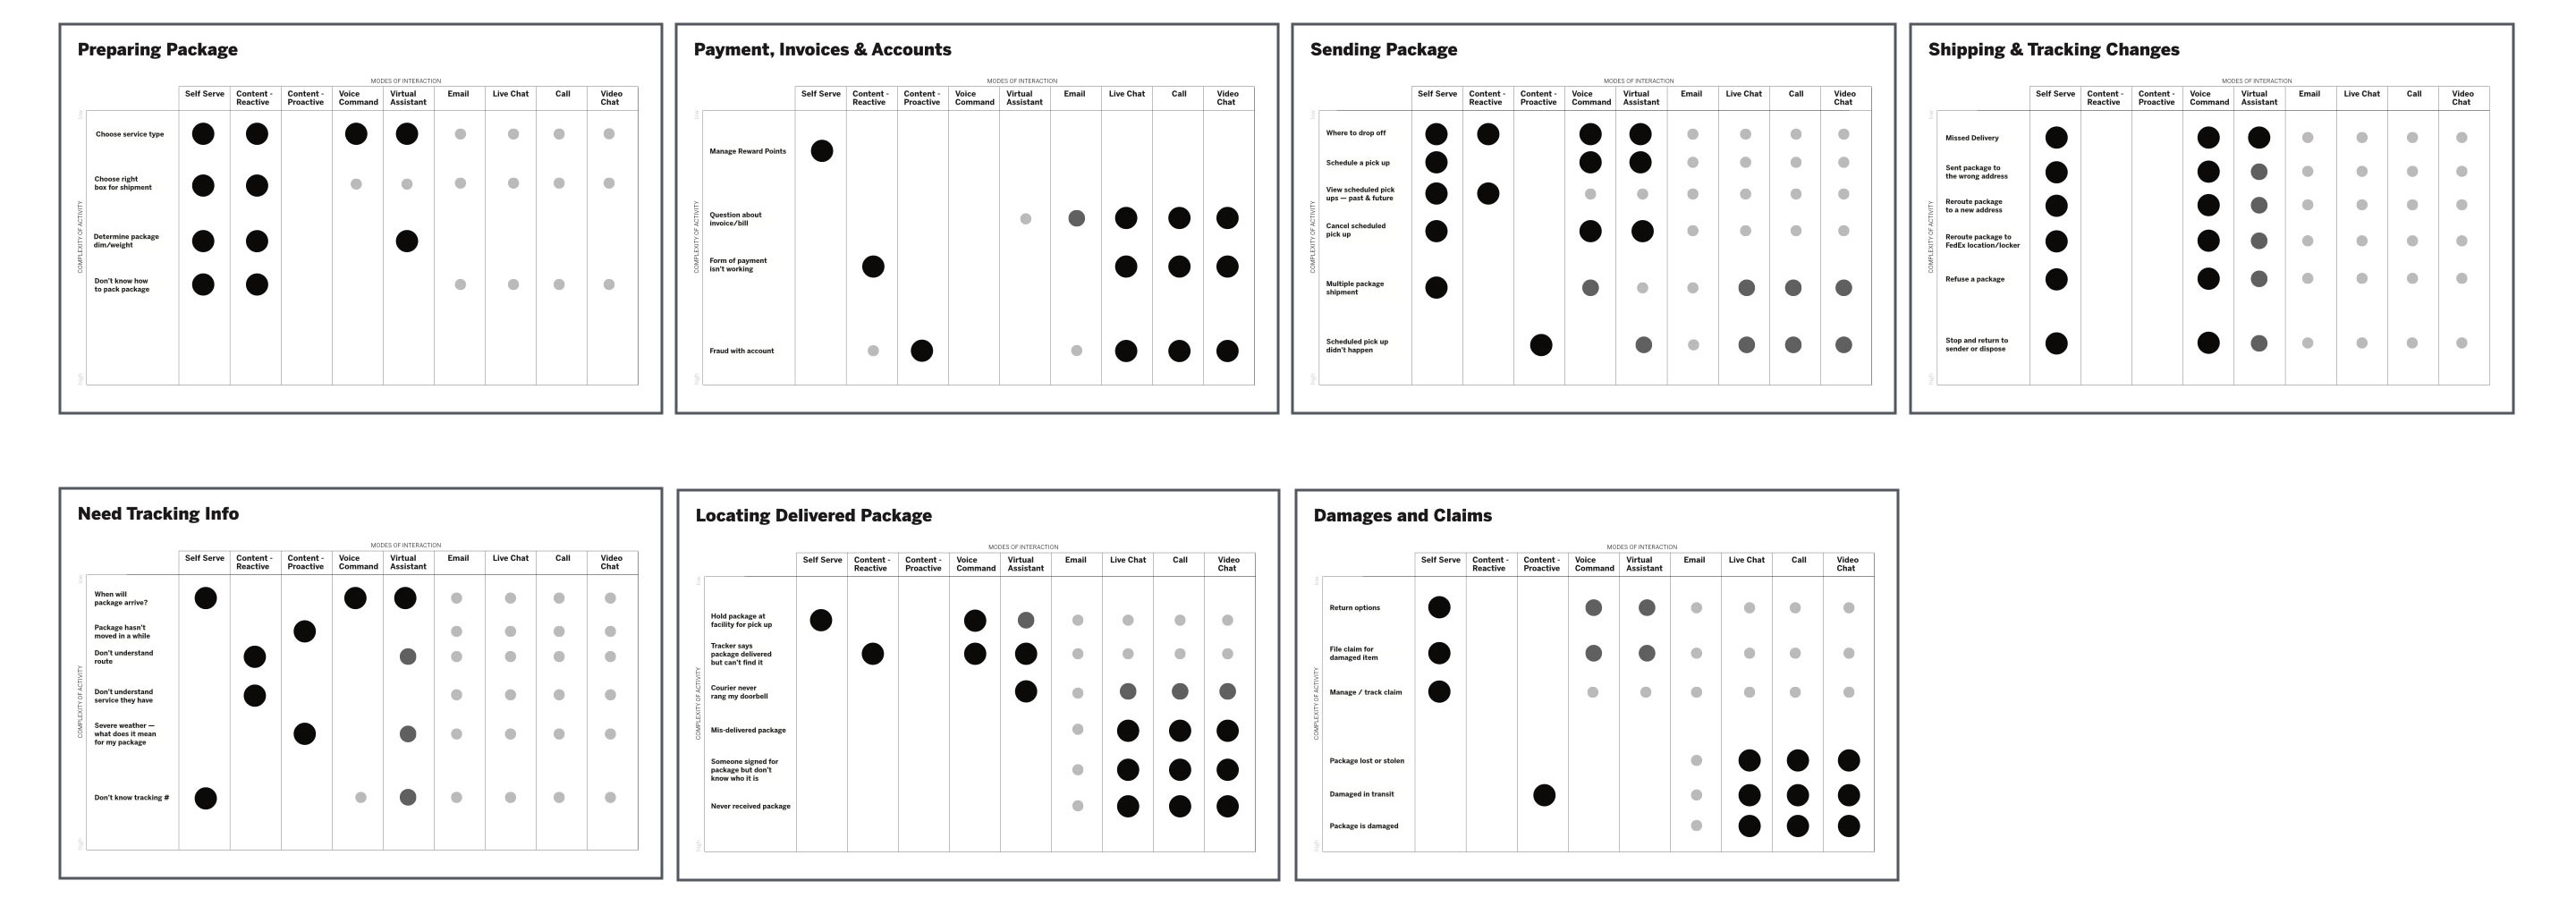 Preparing Package
MODES OF INTERACTION
Self Serve
Content -
Reactive
Content -
Proactive
Voice
Command
Virtual
Assistant
Email
Live Chat
Call
Video
Chat
low
COMPLEXITY OF ACTIVITY
high
Choose service type
Choose right
box for shipment
Determine package
dim/weight
Don't know how
to pack package
Payment, Invoices & Accounts
MODES OF INTERACTION
Self Serve
Content -
Reactive
Content -
Proactive
Voice
Command
Virtual
Assistant
Email
Live Chat
Call
Video
Chat
low
COMPLEXITY OF ACTIVITY
high
Manage Reward Points
Question about
invoice/bill
Form of payment
isn't working
Fraud with account
Sending Package
MODES OF INTERACTION
Self Serve
Content -
Reactive
Content -
Proactive
Voice
Command
Virtual
Assistant
Email
Live Chat
Call
Video
Chat
low
COMPLEXITY OF ACTIVITY
high
Where to drop off
Schedule a pick up
View scheduled pick
ups — past & future
Cancel scheduled
pick up
Multiple package
shipment
Scheduled pick up
didn't happen
Shipping & Tracking Changes
MODES OF INTERACTION
Self Serve
Content -
Reactive
Content -
Proactive
Voice
Command
Virtual
Assistant
Email
Live Chat
Call
Video
Chat
low
COMPLEXITY OF ACTIVITY
high
Missed Delivery
Sent package to
the wrong address
Reroute package
to a new address
Reroute package to
FedEx location/locker
Refuse a package
Stop and return to
sender or dispose
Need Tracking Info
MODES OF INTERACTION
Self Serve
Content -
Reactive
Content -
Proactive
Voice
Command
Virtual
Assistant
Email
Live Chat
Call
Video
Chat
low
COMPLEXITY OF ACTIVITY
high
When will
package arrive?
Package hasn't
moved in a while
Don't understand
route
Don't understand
service they have
Severe weather —
what does it mean
for my package
Don't know tracking #
Locating Delivered Package
MODES OF INTERACTION
Self Serve
Content -
Reactive
Content -
Proactive
Voice
Command
Virtual
Assistant
Email
Live Chat
Call
Video
Chat
low
COMPLEXITY OF ACTIVITY
high
Hold package at
facility for pick up
Tracker says
package delivered
but can't find it
Courier never
rang my doorbell
Mis-delivered package
Someone signed for
package but don't
know who it is
Never received package
Damages and Claims
MODES OF INTERACTION
Self Serve
Content -
Reactive
Content -
Proactive
Voice
Command
Virtual
Assistant
Email
Live Chat
Call
Video
Chat
low
COMPLEXITY OF ACTIVITY
high
Return options
File claim for
damaged item
Manage / track claim
Package lost or stolen
Damaged in transit
Package is damaged